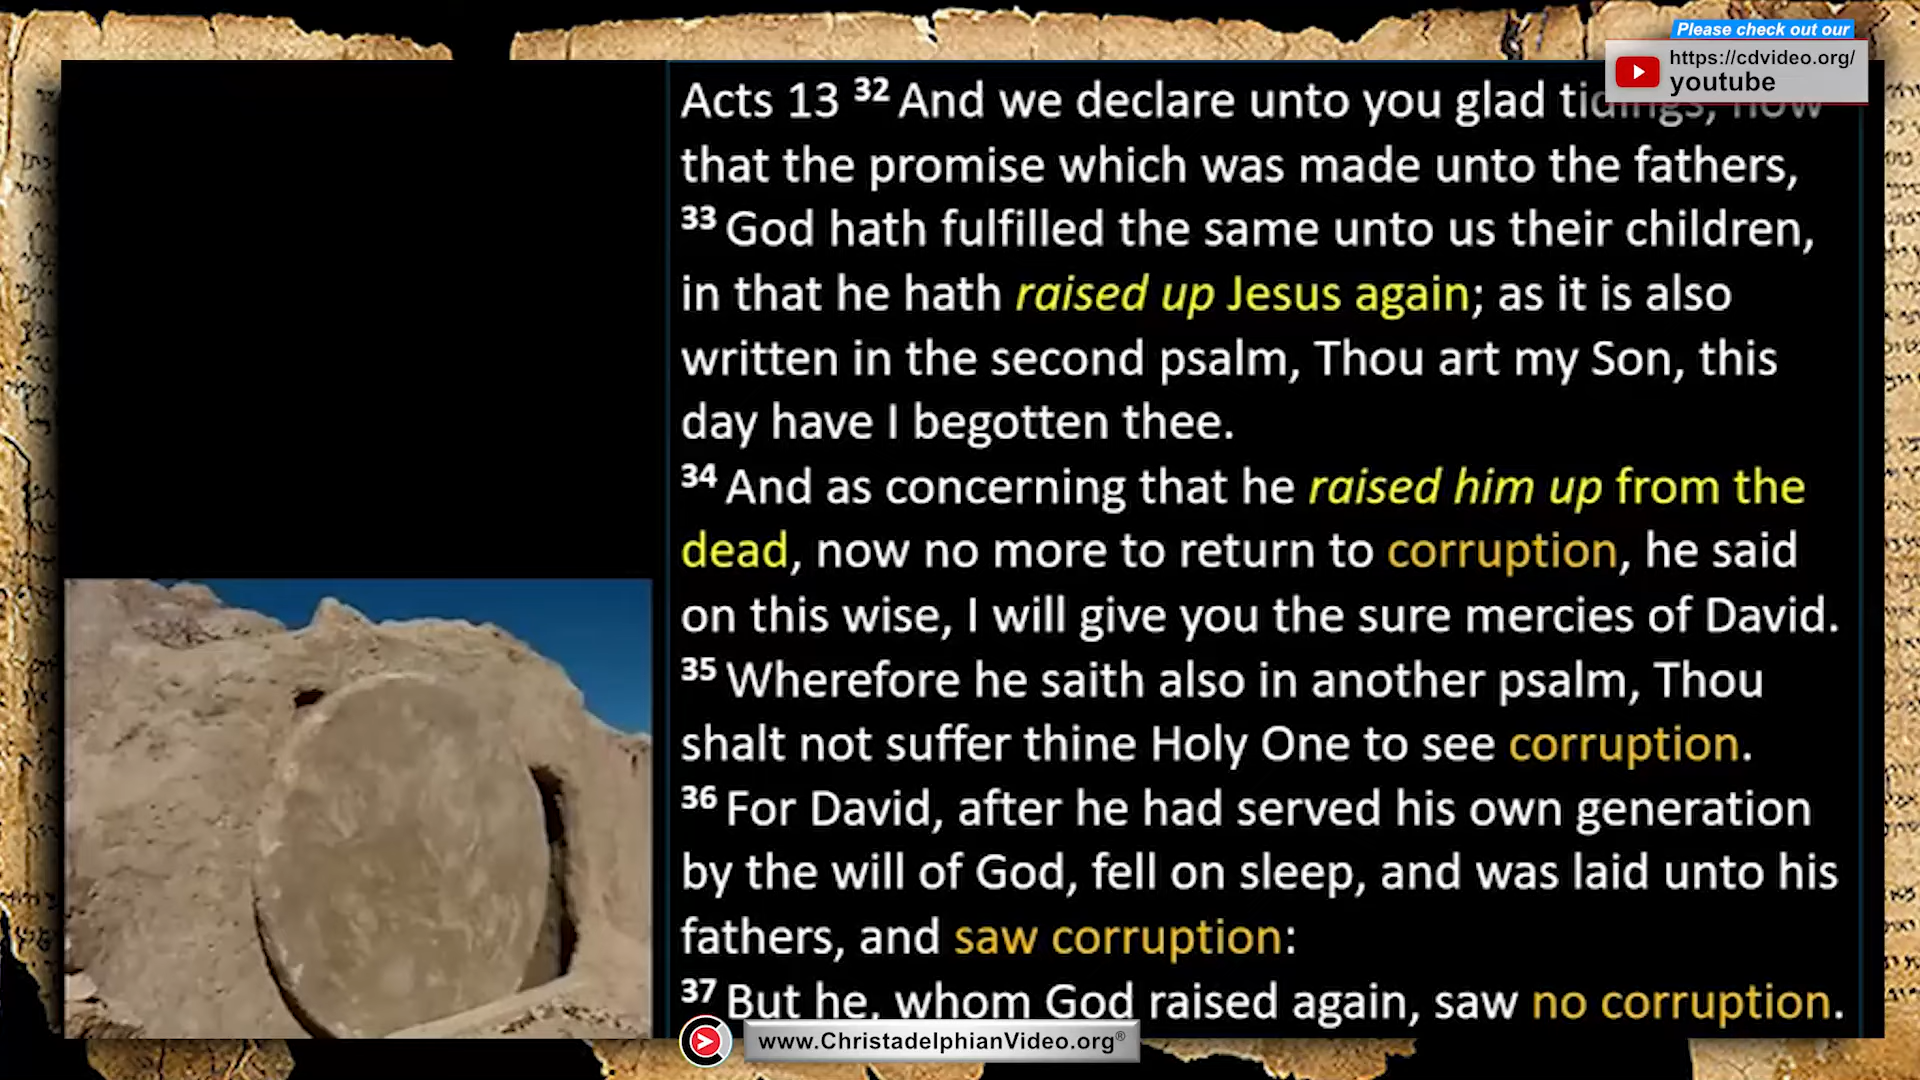 Please check out our
https://cdvideo.org/
youtube
Acts 13 32 And we declare unto you glad tidings, how
that the promise which was made unto the fathers,
33 God hath fulfilled the same unto us their children,
in that he hath raised up Jesus again; as it is also
written in the second psalm, Thou art my Son, this
day have I begotten thee.
34 And as concerning that he raised him up from the
dead, now no more to return to corruption, he said
on this wise, I will give you the sure mercies of David.
35 Wherefore he saith also in another psalm, Thou
shalt not suffer thine Holy One to see corruption.
36 For David, after he had served his own generation
by the will of God, fell on sleep, and was laid unto his
fathers, and saw corruption:
37 But he, whom God raised again, saw no corruption.
www.ChristadelphianVideo.org®